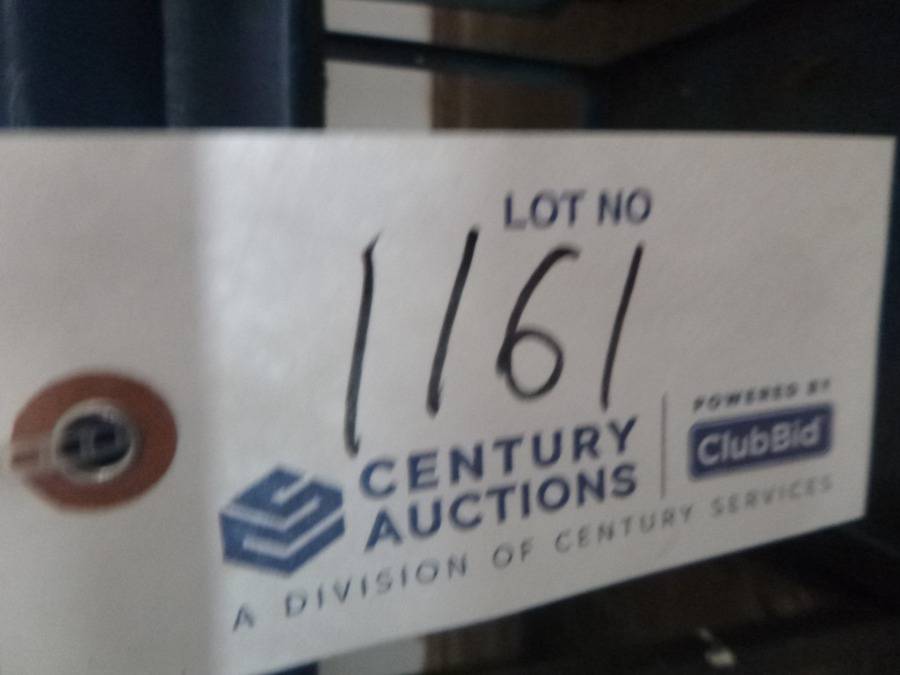 LOT NO
1161
CENTURY
AUCTIONS
POWERED BY
ClubBid
A DIVISION OF CENTURY SERVICES